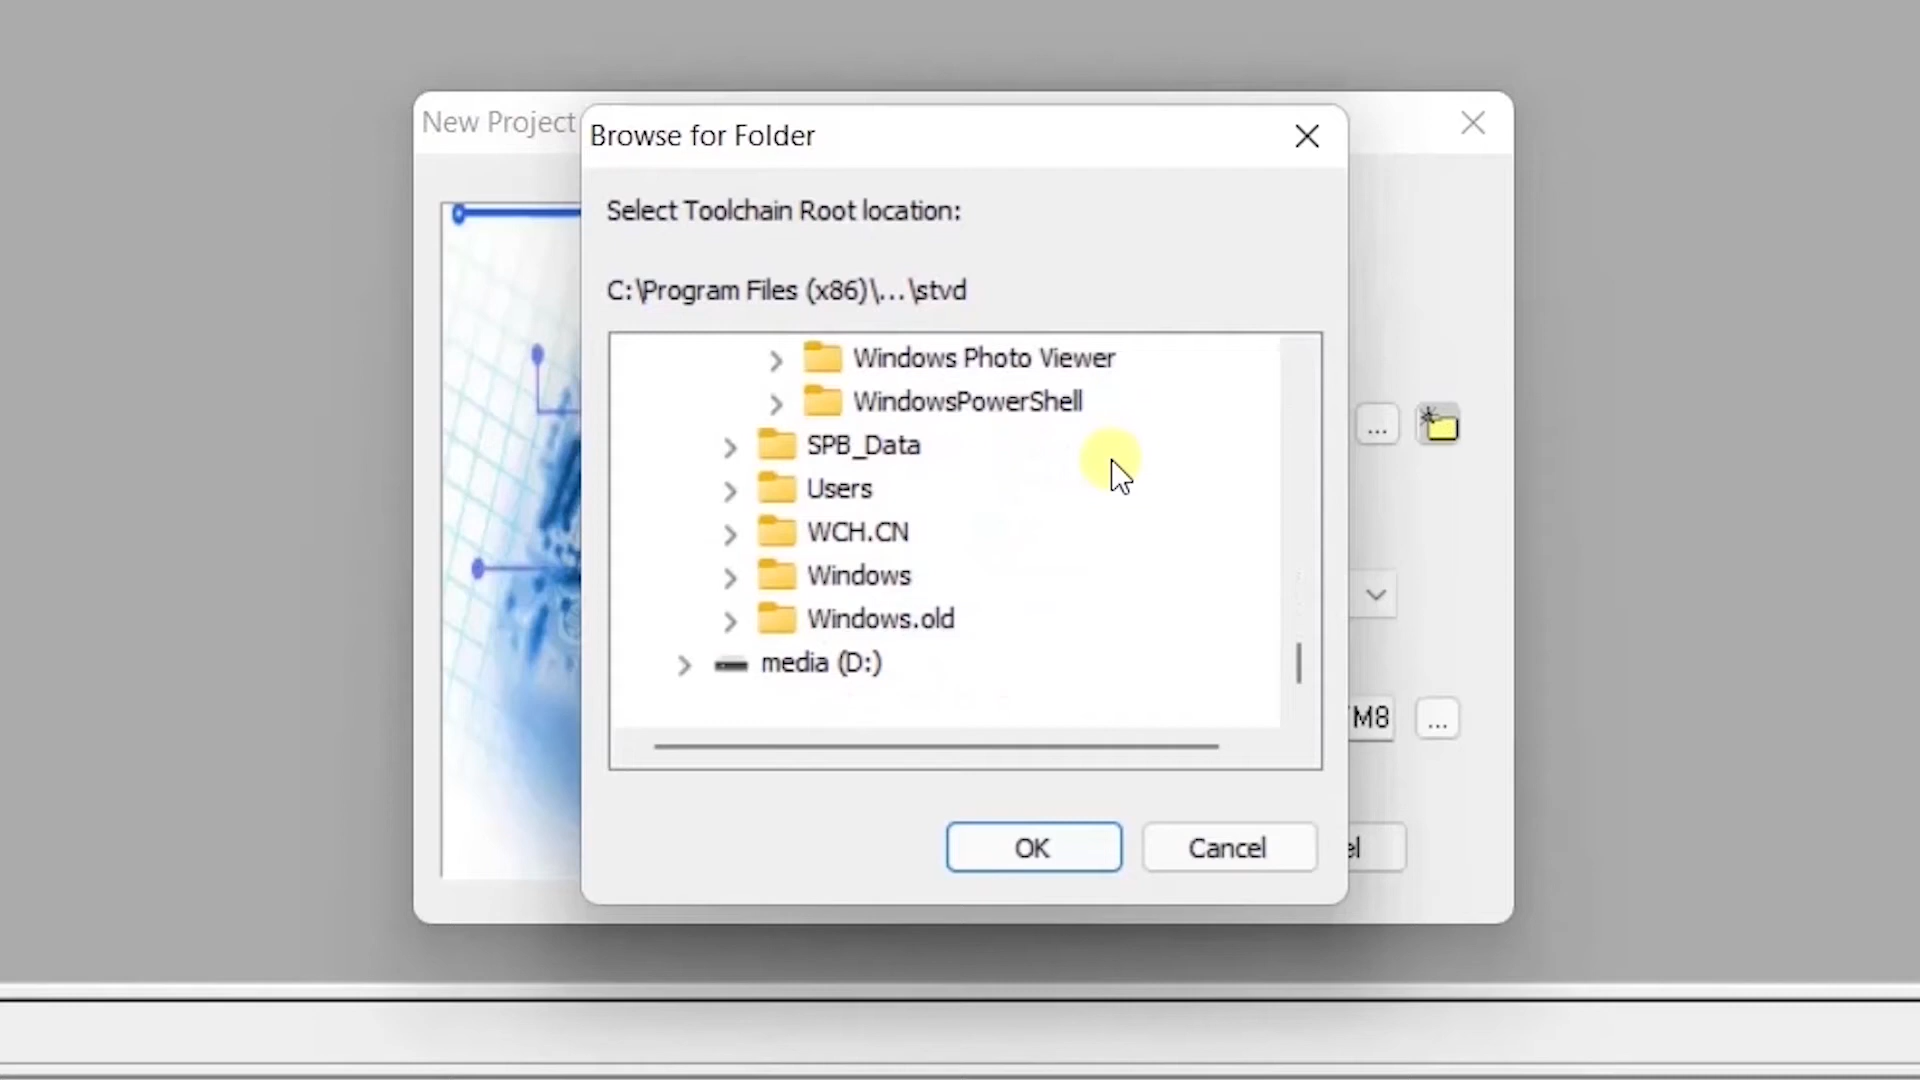 New Project
Browse for Folder
Select Toolchain Root location:
C:\Program Files (x86)\...\stvd
Windows Photo Viewer
WindowsPowerShell
SPB_Data
...
Users
WCH.CN
Windows
Windows.old
media (D:)
M8
...
OK
Cancel
el